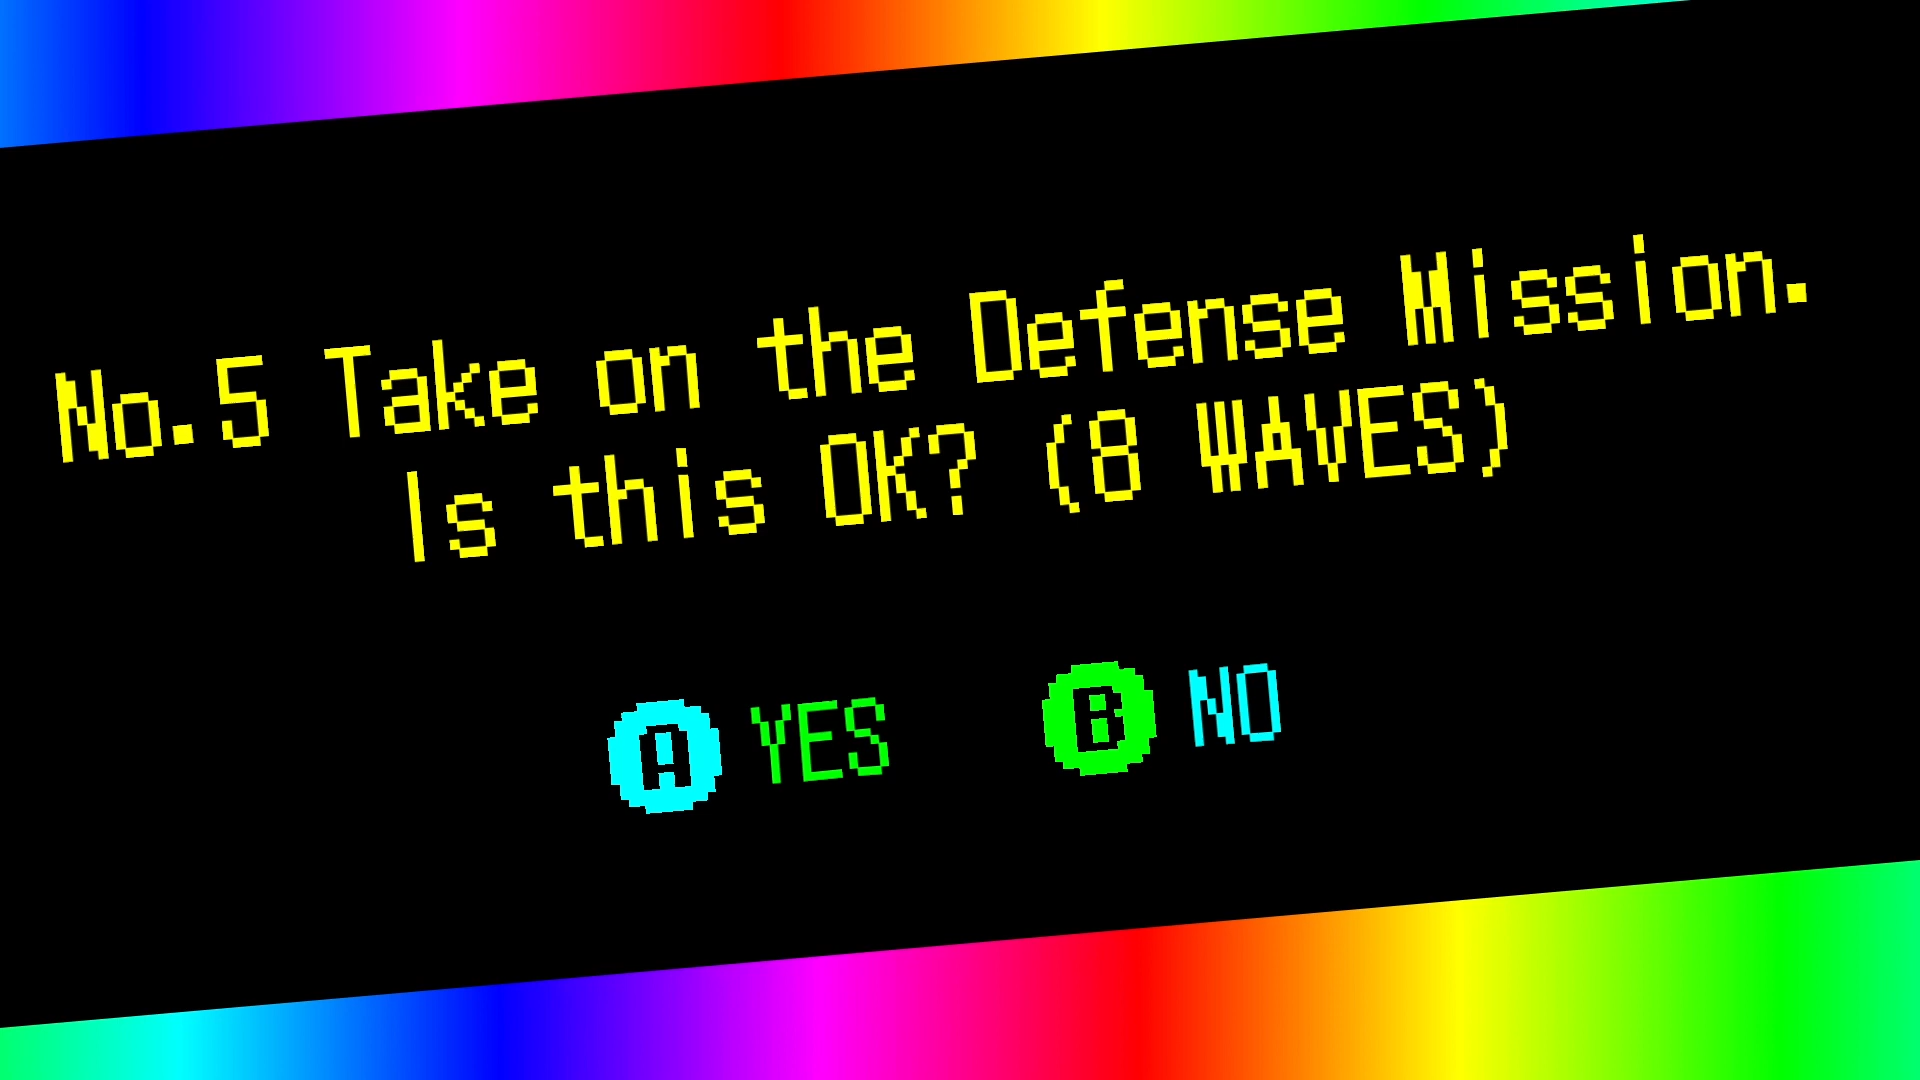 No.5 Take on the Defense Mission.
Is this OK? (8 WAVES)
A YES B NO